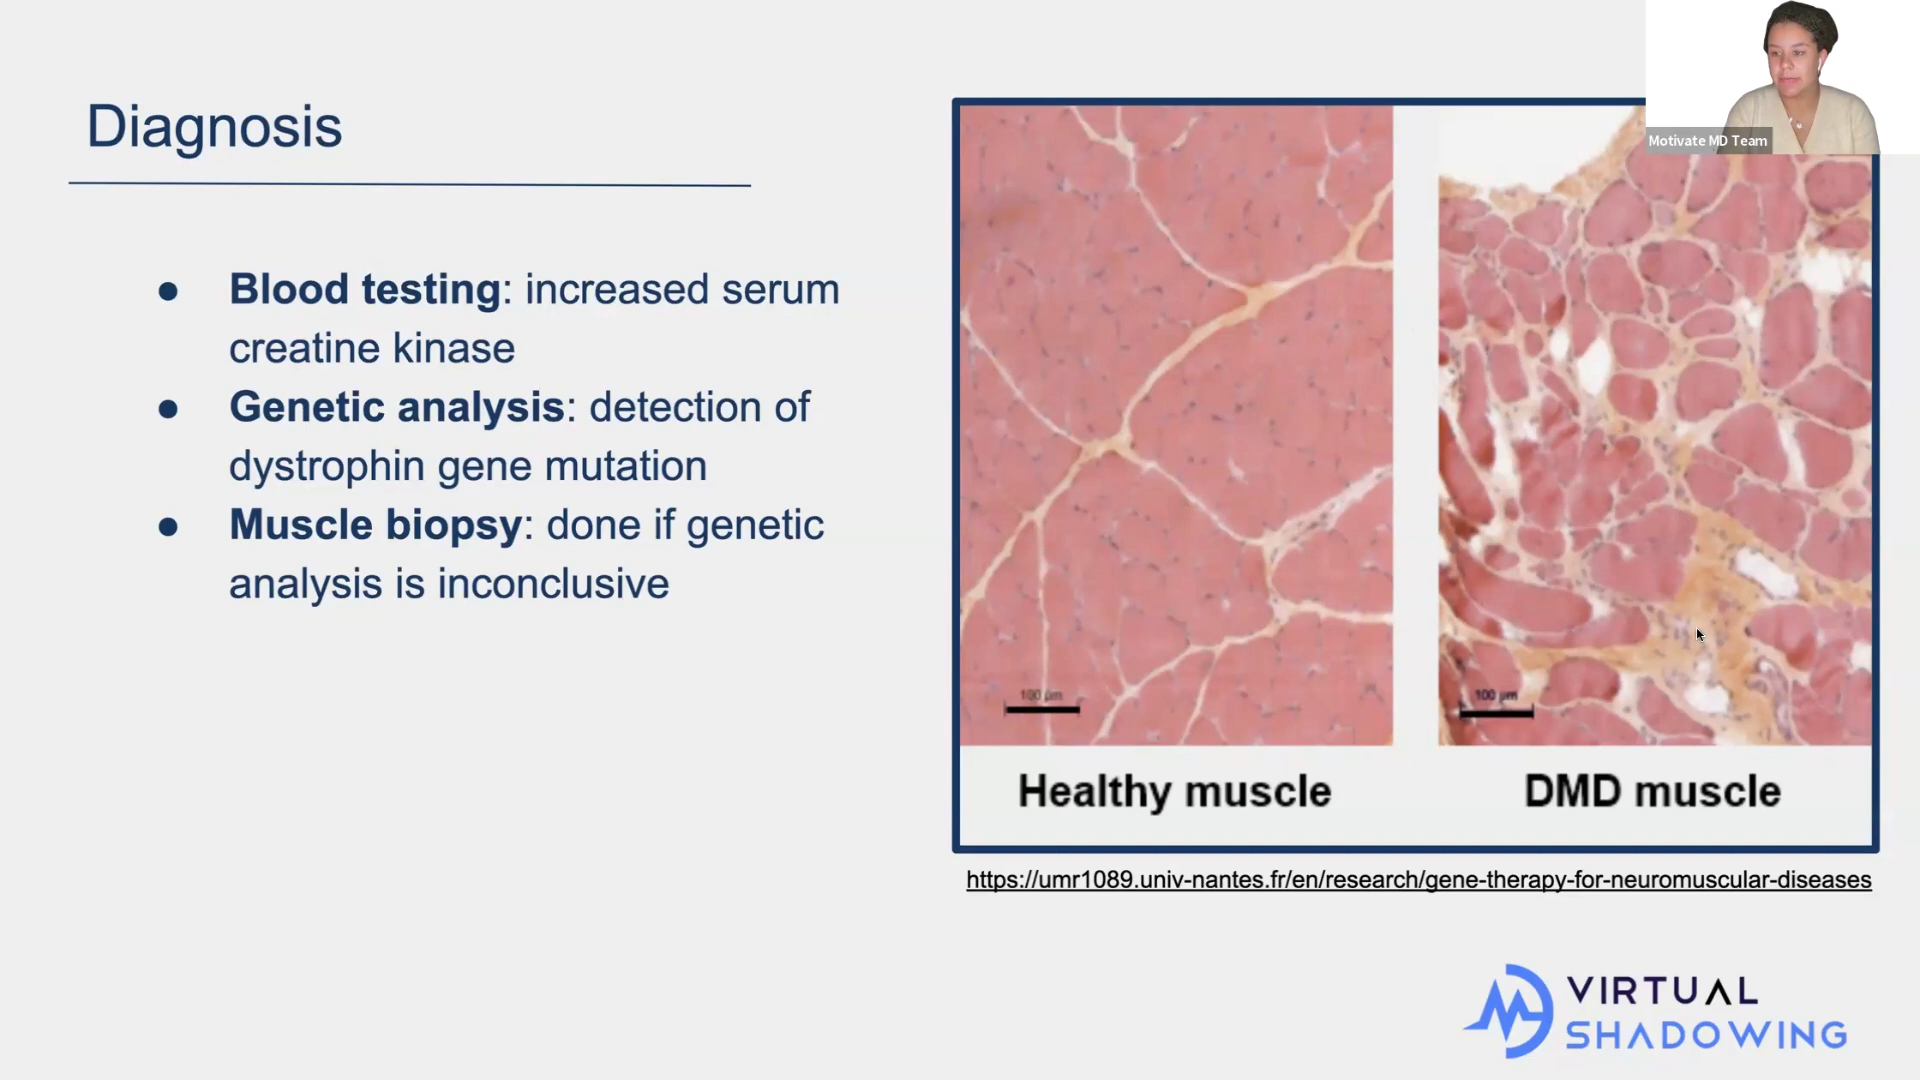 Motivate MD Team
Diagnosis
● Blood testing: increased serum
creatine kinase
● Genetic analysis: detection of
dystrophin gene mutation
● Muscle biopsy: done if genetic
analysis is inconclusive
100 µm
100 µm
Healthy muscle
DMD muscle
https://umr1089.univ-nantes.fr/en/research/gene-therapy-for-neuromuscular-diseases
VIRTUAL
SHADOWING